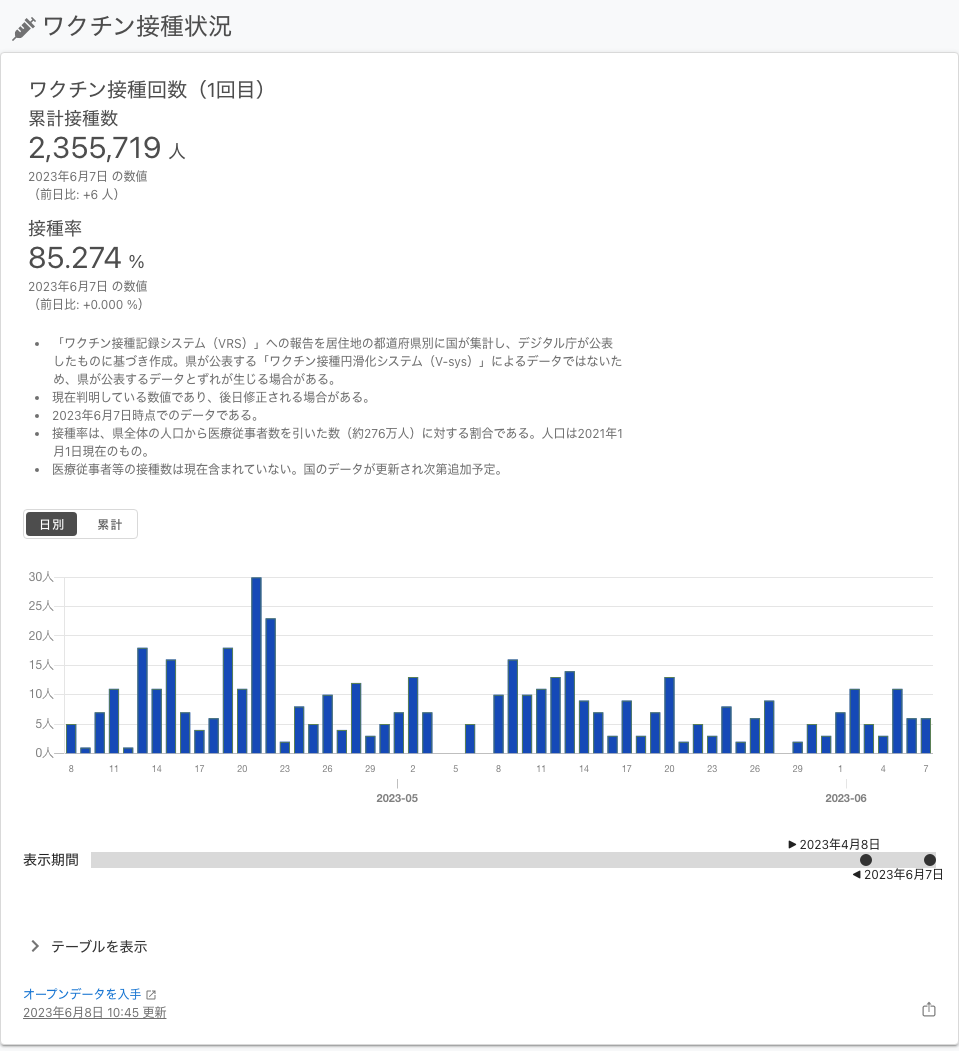 ワクチン接種状況
ワクチン接種回数（1回目）
累計接種数
2,355,719 人
2023年6月7日 の数値
（前日比: +6 人）
接種率
85.274 %
2023年6月7日 の数値
（前日比: +0.000 %）
• 「ワクチン接種記録システム（VRS）」への報告を居住地の都道府県別に国が集計し、デジタル庁が公表
したものに基づき作成。県が公表する「ワクチン接種円滑化システム（V-sys）」によるデータではないた
め、県が公表するデータとずれが生じる場合がある。
• 現在判明している数値であり、後日修正される場合がある。
• 2023年6月7日時点でのデータである。
• 接種率は、県全体の人口から医療従事者数を引いた数（約276万人）に対する割合である。人口は2021年1
月1日現在のもの。
• 医療従事者等の接種数は現在含まれていない。国のデータが更新され次第追加予定。
日別 累計
30人
25人
20人
15人
10人
5人
0人
8 11 14 17 20 23 26 29 2 5 8 11 14 17 20 23 26 29 1 4 7
2023-05 2023-06
▶ 2023年4月8日
表示期間
◀ 2023年6月7日
テーブルを表示
オープンデータを入手
2023年6月8日 10:45 更新